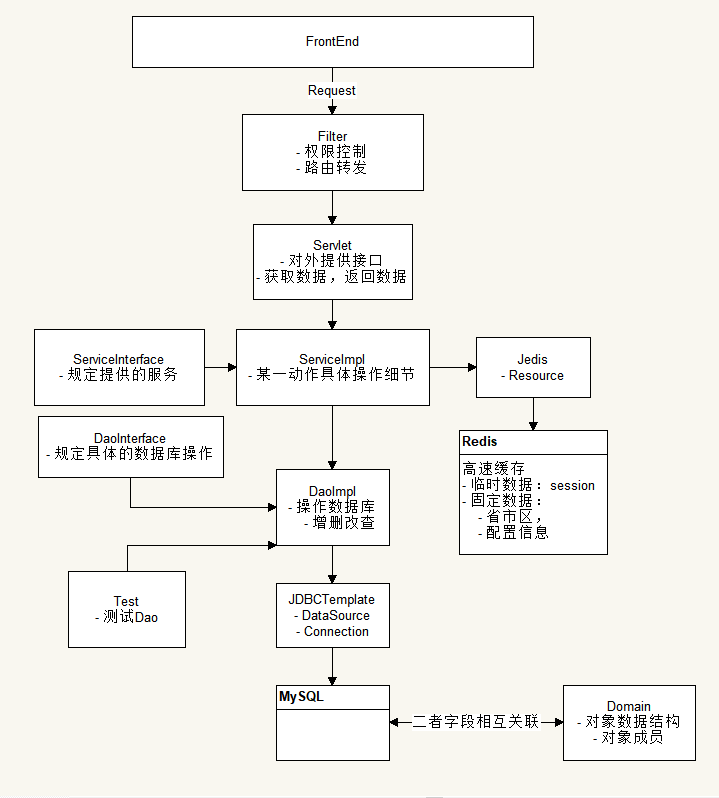 FrontEnd
Request
Filter
- 权限控制
- 路由转发
Servlet
- 对外提供接口
- 获取数据，返回数据
ServiceInterface
- 规定提供的服务
ServiceImpl
- 某一动作具体操作细节
Jedis
- Resource
DaoInterface
- 规定具体的数据库操作
Redis
高速缓存
- 临时数据：session
- 固定数据：
- 省市区，
- 配置信息
DaoImpl
- 操作数据库
- 增删改查
Test
- 测试Dao
JDBCTemplate
- DataSource
- Connection
MySQL
二者字段相互关联
Domain
- 对象数据结构
- 对象成员